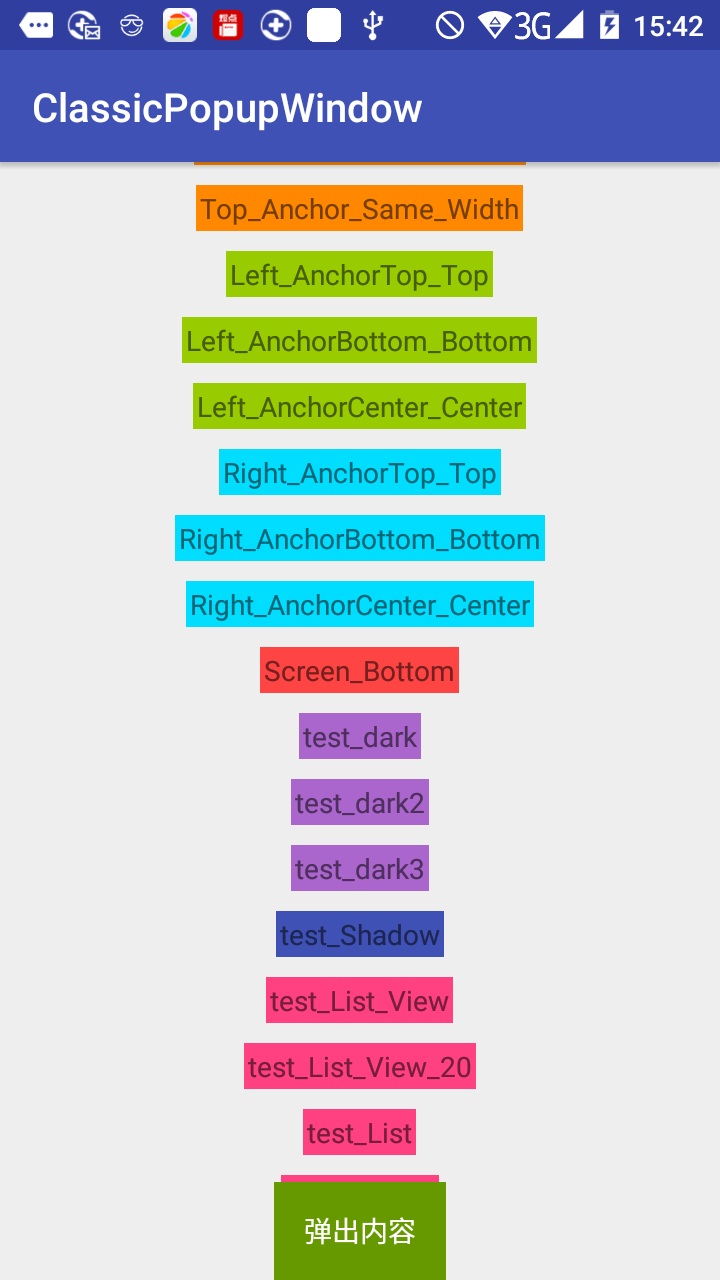 3G 15:42
ClassicPopupWindow
Top_Anchor_Same_Width
Left_AnchorTop_Top
Left_AnchorBottom_Bottom
Left_AnchorCenter_Center
Right_AnchorTop_Top
Right_AnchorBottom_Bottom
Right_AnchorCenter_Center
Screen_Bottom
test_dark
test_dark2
test_dark3
test_Shadow
test_List_View
test_List_View_20
test_List
弹出内容